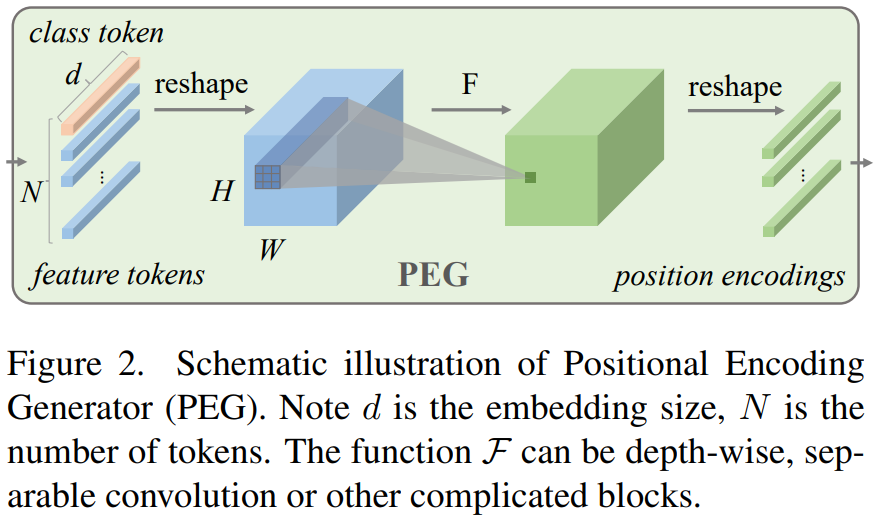 class token
d
reshape
F
reshape
N
H
W
...
...
feature tokens
PEG
position encodings
Figure 2. Schematic illustration of Positional Encoding
Generator (PEG). Note d is the embedding size, N is the
number of tokens. The function F can be depth-wise, sep-
arable convolution or other complicated blocks.